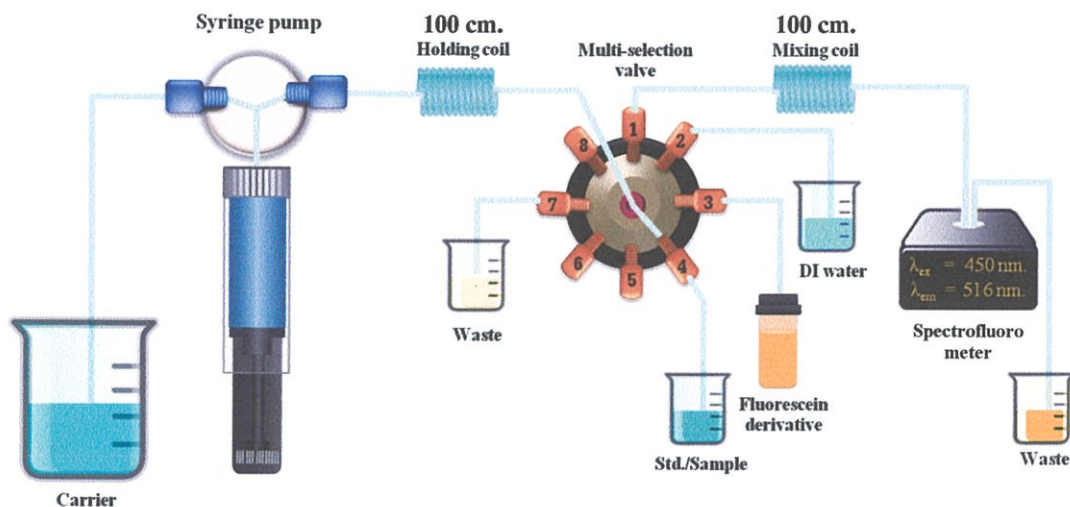 Syringe pump
100 cm.
Holding coil
Multi-selection
valve
100 cm.
Mixing coil
1
2
3
4
5
6
7
8
DI water
λex = 450 nm.
λem = 516 nm.
Spectrofluoro
meter
Waste
Fluorescein
derivative
Std./Sample
Waste
Carrier